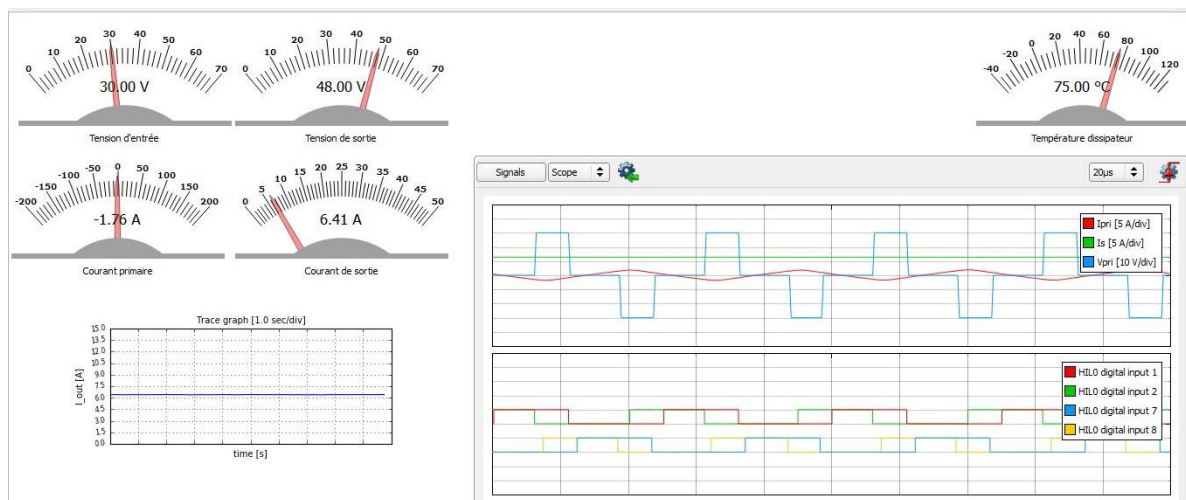 0 10 20 30 40 50 60 70
30.00 V
Tension d'entrée
0 10 20 30 40 50 60 70
48.00 V
Tension de sortie
-40 -20 0 20 40 60 80 100 120
75.00 °C
Température dissipateur
-200 -150 -100 -50 0 50 100 150 200
-1.76 A
Courant primaire
0 5 10 15 20 25 30 35 40 45 50
6.41 A
Courant de sortie
Signals Scope 20µs
Ipri [5 A/div]
Is [5 A/div]
Vpri [10 V/div]
Trace graph [1.0 sec/div]
15.0
13.5
12.0
10.5
9.0
7.5
6.0
4.5
3.0
1.5
0.0
I_out [A]
time [s]
HIL0 digital input 1
HIL0 digital input 2
HIL0 digital input 7
HIL0 digital input 8